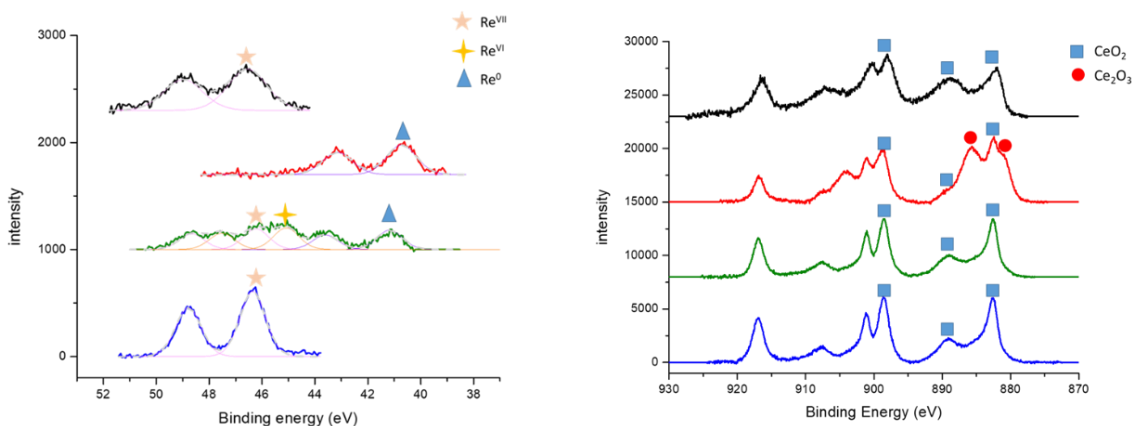 Re^VII
Re^VI
Re^0
3000
2000
1000
0
intensity
52 50 48 46 44 42 40 38
Binding energy (eV)
CeO₂
Ce₂O₃
30000
25000
20000
15000
10000
5000
0
intensity
930 920 910 900 890 880 870
Binding Energy (eV)